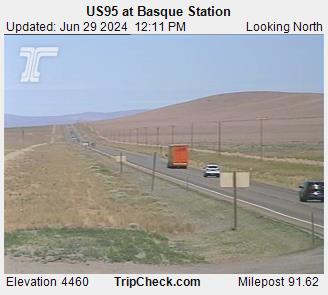 US95 at Basque Station
Updated: Jun 29 2024 12:11 PM Looking North
Elevation 4460 TripCheck.com Milepost 91.62